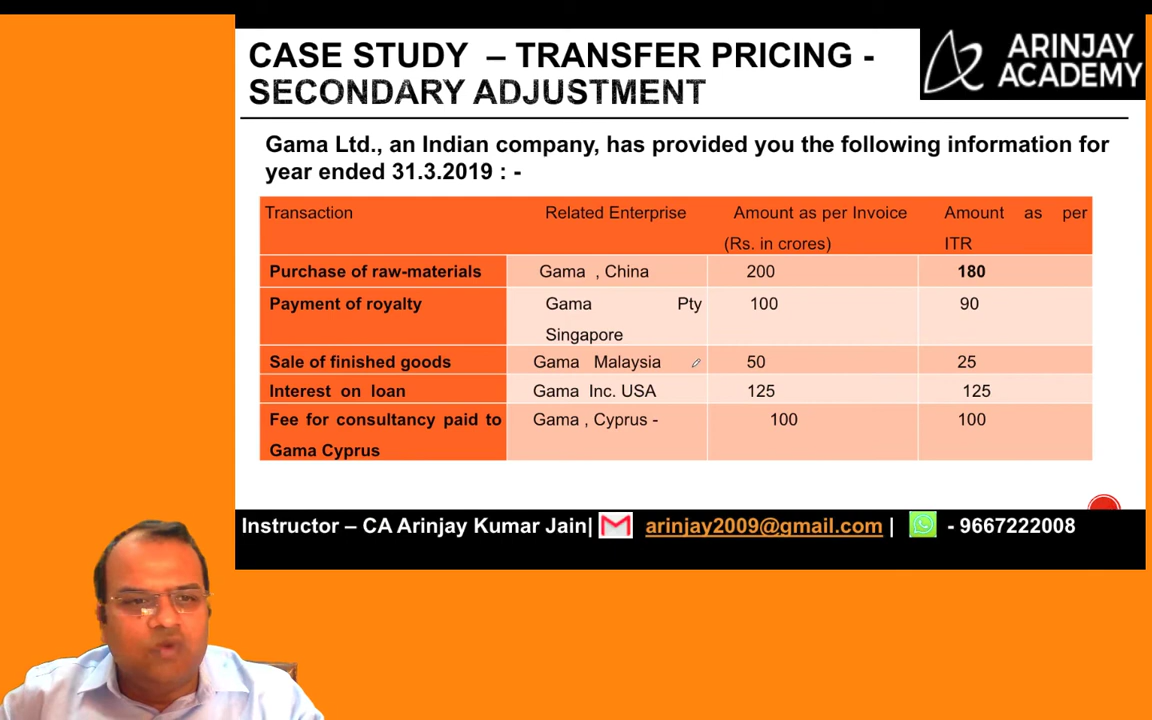 CASE STUDY – TRANSFER PRICING -
SECONDARY ADJUSTMENT
ARINJAY
ACADEMY
Gama Ltd., an Indian company, has provided you the following information for
year ended 31.3.2019 : -
Transaction Related Enterprise Amount as per Invoice Amount as per
(Rs. in crores) ITR
Purchase of raw-materials Gama , China 200 180
Payment of royalty Gama Pty 100 90
Singapore
Sale of finished goods Gama Malaysia 50 25
Interest on loan Gama Inc. USA 125 125
Fee for consultancy paid to Gama , Cyprus - 100 100
Gama Cyprus
Instructor – CA Arinjay Kumar Jain| arinjay2009@gmail.com | - 9667222008